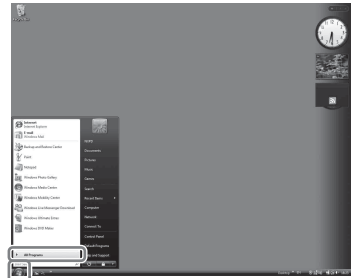 Internet
Internet Explorer
E-mail
Windows Mail
Backup and Restore Center
Paint
Notepad
Windows Photo Gallery
Windows Media Center
Windows Mobility Center
Windows Live Messenger Download
Windows Ultimate Extras
Windows DVD Maker
All Programs
Documents
Pictures
Music
Games
Search
Recent Items
Computer
Network
Connect To
Control Panel
Default Programs
Help and Support